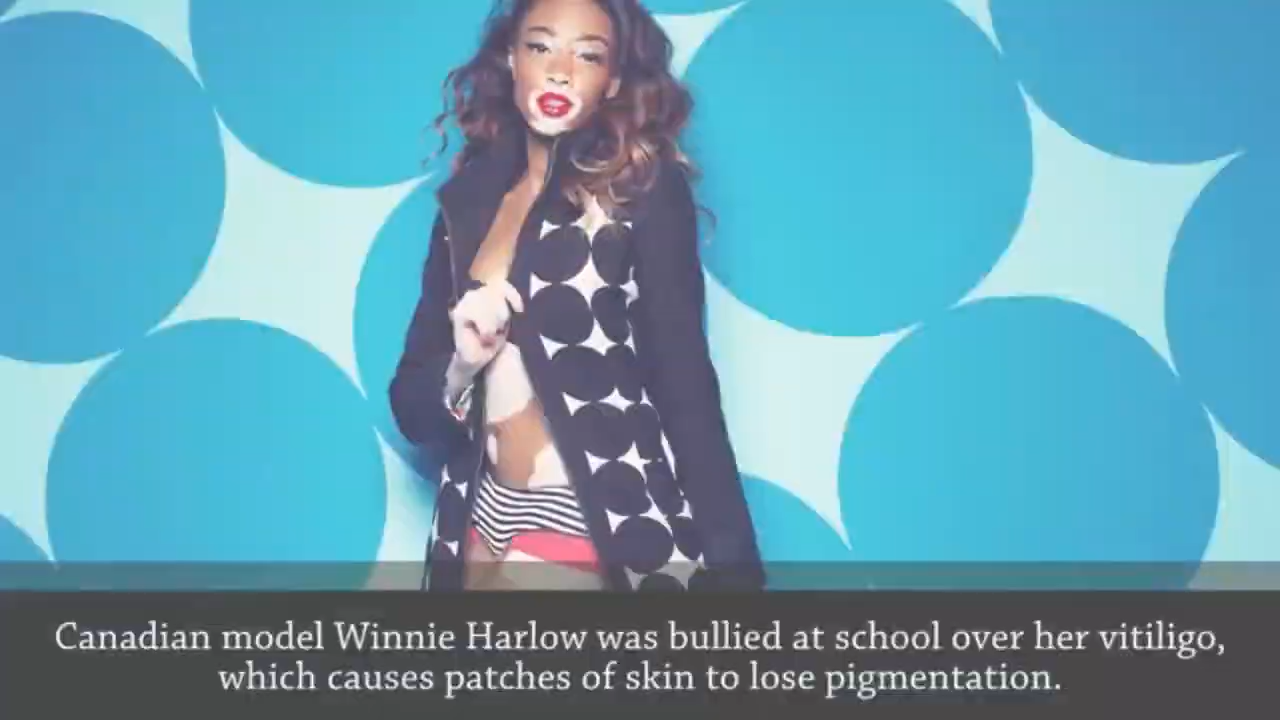 Canadian model Winnie Harlow was bullied at school over her vitiligo,
which causes patches of skin to lose pigmentation.